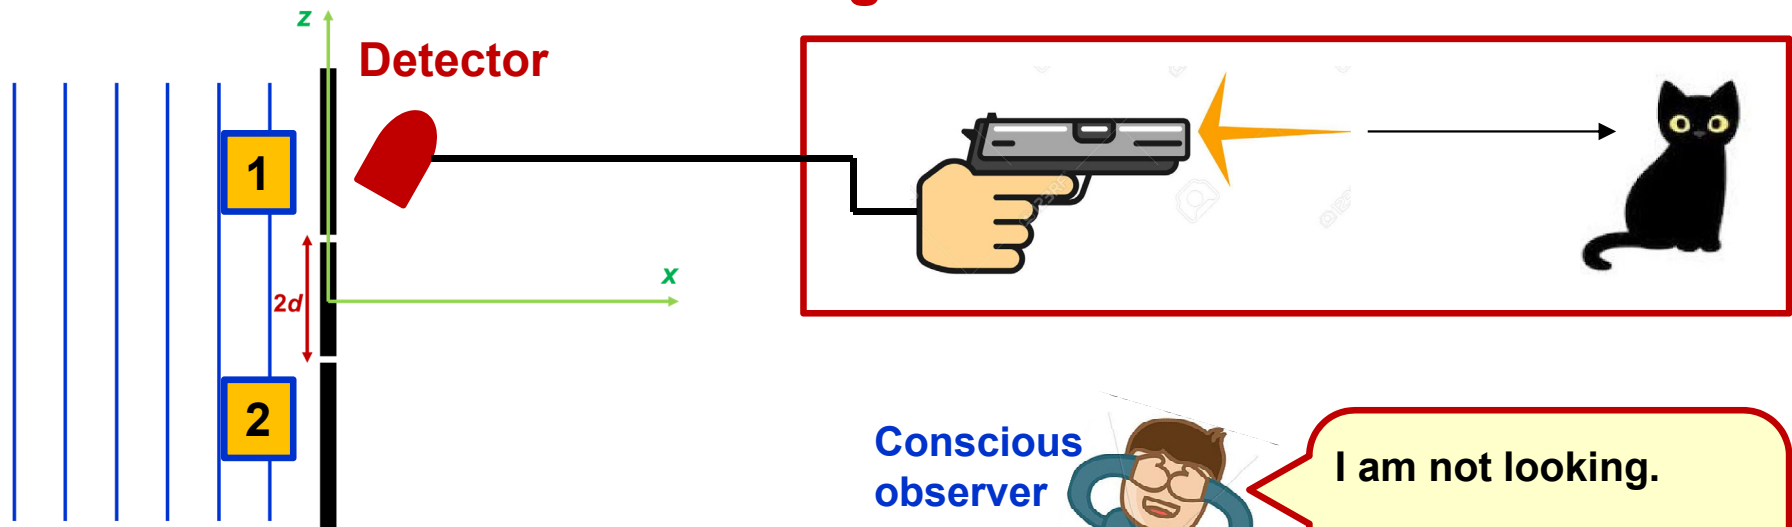 z
Detector
1
x
2d
2
Conscious
observer
I am not looking.